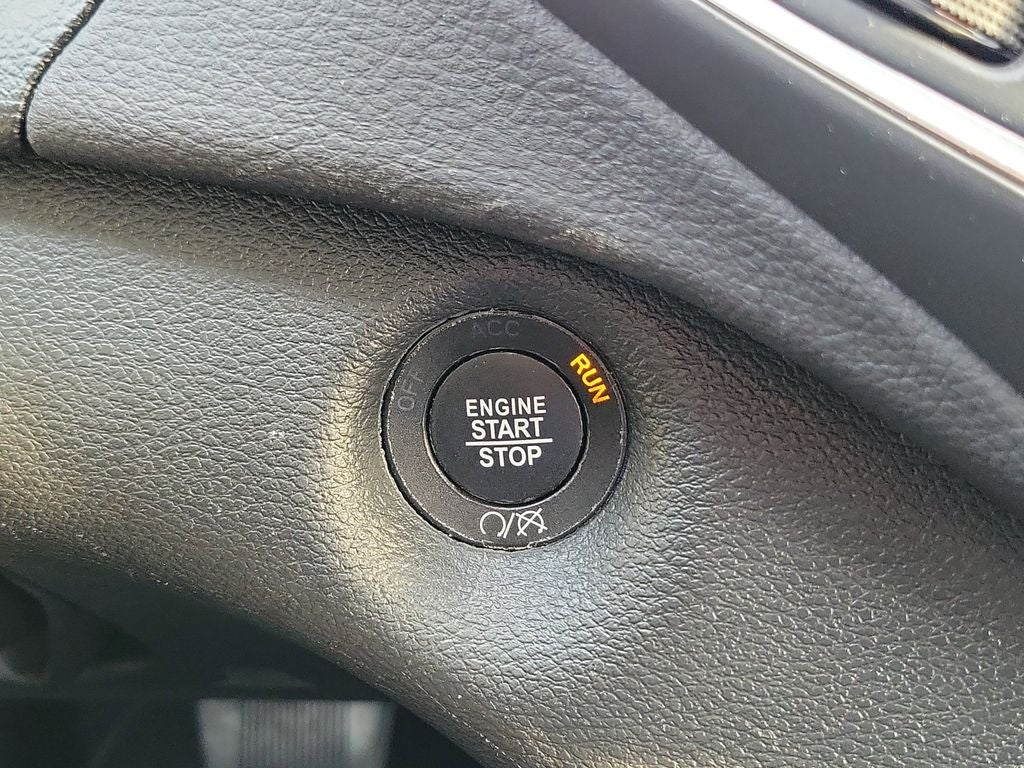 ACC
OFF
RUN
ENGINE
START
STOP